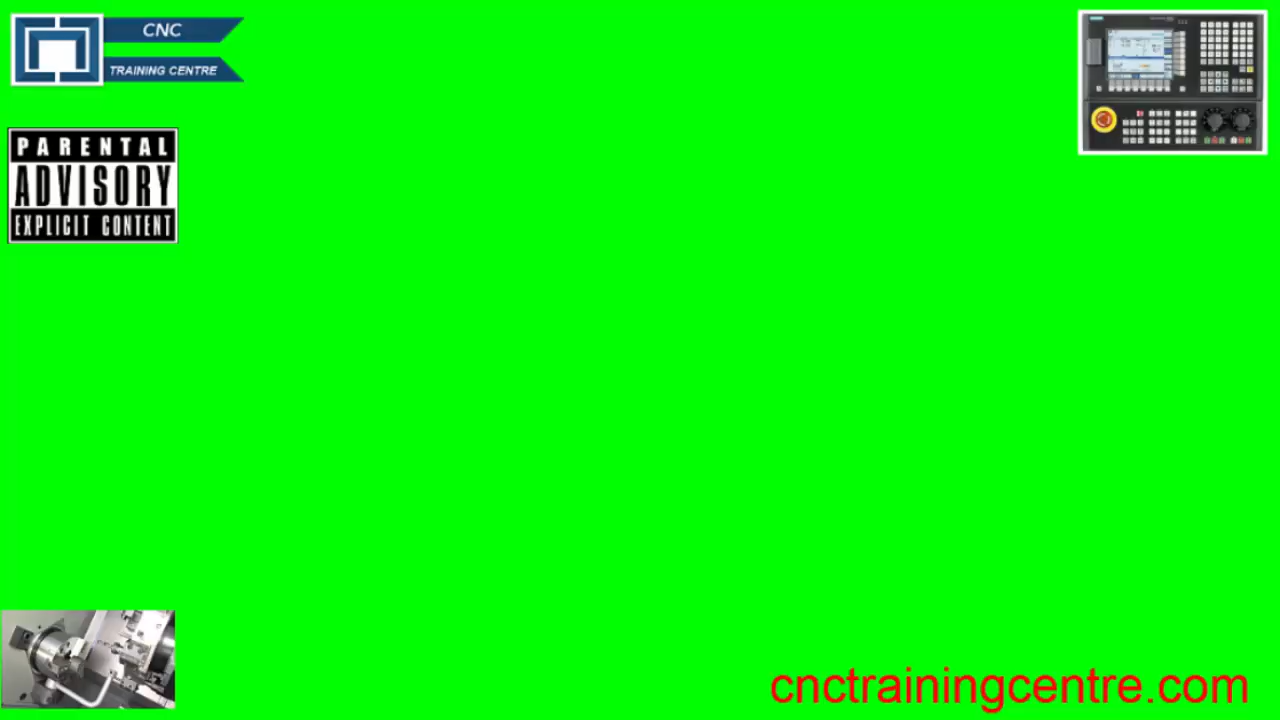 CNC
TRAINING CENTRE
PARENTAL
ADVISORY
EXPLICIT CONTENT
cnctrainingcentre.com